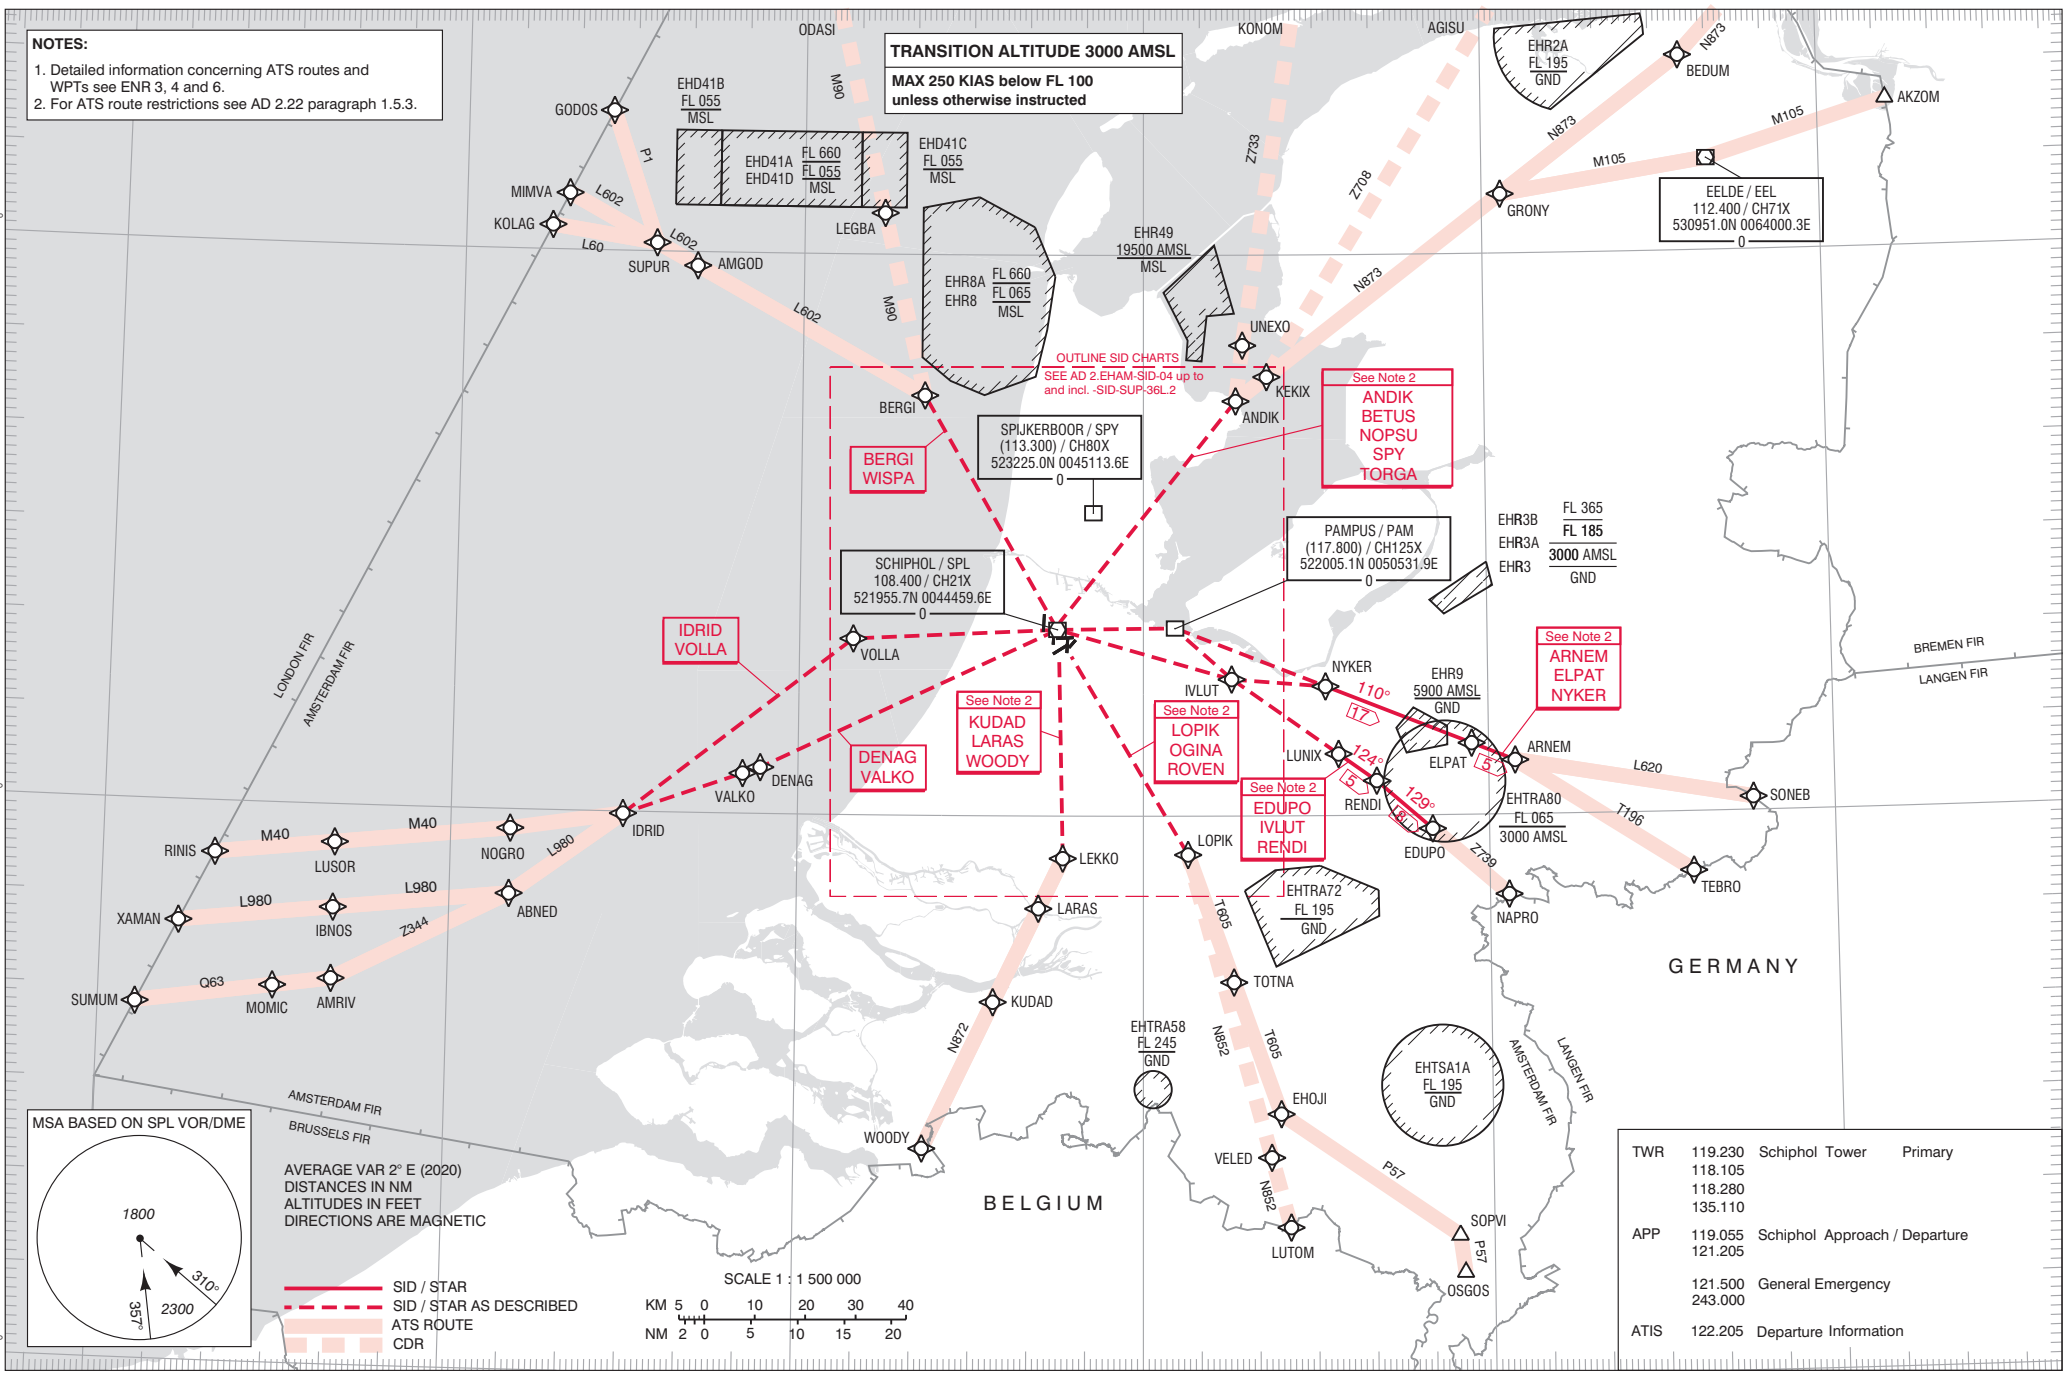 NOTES:
1. Detailed information concerning ATS routes and
WPTs see ENR 3, 4 and 6.
2. For ATS route restrictions see AD 2.22 paragraph 1.5.3.
TRANSITION ALTITUDE 3000 AMSL
MAX 250 KIAS below FL 100
unless otherwise instructed
ODASI
KONOM
AGISU
M90
Z733
Z708
N873
BEDUM
EHR2A
FL 195
GND
AKZOM
M105
N873
M105
GRONY
EELDE / EEL
112.400 / CH71X
530951.0N 0064000.3E
0
GODOS
P1
MIMVA
L602
KOLAG
L60
L602
SUPUR
AMGOD
L602
EHD41B
FL 055
MSL
EHD41A
EHD41D
FL 660
FL 055
MSL
EHD41C
FL 055
MSL
LEGBA
M90
EHR8A
EHR8
FL 660
FL 065
MSL
EHR49
19500 AMSL
MSL
N873
UNEXO
KEKIX
ANDIK
BERGI
OUTLINE SID CHARTS
SEE AD 2.EHAM-SID-04 up to
and incl. -SID-SUP-36L.2
See Note 2
ANDIK
BETUS
NOPSU
SPY
TORGA
BERGI
WISPA
SPIJKERBOOR / SPY
(113.300) / CH80X
523225.0N 0045113.6E
0
PAMPUS / PAM
(117.800) / CH125X
522005.1N 0050531.9E
0
SCHIPHOL / SPL
108.400 / CH21X
521955.7N 0044459.6E
0
EHR3B
EHR3A
EHR3
FL 365
FL 185
3000 AMSL
GND
LONDON FIR
AMSTERDAM FIR
IDRID
VOLLA
VOLLA
BREMEN FIR
LANGEN FIR
See Note 2
ARNEM
ELPAT
NYKER
NYKER
IVLUT
110°
17
EHR9
5900 AMSL
GND
ELPAT
5
ARNEM
L620
SONEB
T196
TEBRO
LUNIX
124°
5
RENDI
129°
8
EDUPO
EHTRA80
FL 065
3000 AMSL
Z739
NAPRO
See Note 2
KUDAD
LARAS
WOODY
See Note 2
LOPIK
OGINA
ROVEN
See Note 2
EDUPO
IVLUT
RENDI
DENAG
VALKO
VALKO
DENAG
IDRID
RINIS
M40
LUSOR
M40
NOGRO
L980
XAMAN
L980
IBNOS
L980
ABNED
Z344
SUMUM
Q63
MOMIC
AMRIV
LEKKO
LARAS
KUDAD
N872
WOODY
LOPIK
T605
TOTNA
N852
T605
EHOJI
VELED
N852
LUTOM
P57
SOPVI
P57
OSGOS
EHTRA72
FL 195
GND
EHTRA58
FL 245
GND
EHTSA1A
FL 195
GND
AMSTERDAM FIR
LANGEN FIR
GERMANY
BELGIUM
AMSTERDAM FIR
BRUSSELS FIR
MSA BASED ON SPL VOR/DME
1800
310°
357°
2300
AVERAGE VAR 2° E (2020)
DISTANCES IN NM
ALTITUDES IN FEET
DIRECTIONS ARE MAGNETIC
SID / STAR
SID / STAR AS DESCRIBED
ATS ROUTE
CDR
SCALE 1 : 1 500 000
KM 5 0 10 20 30 40
NM 2 0 5 10 15 20
TWR 119.230 Schiphol Tower Primary
118.105
118.280
135.110
APP 119.055 Schiphol Approach / Departure
121.205
121.500 General Emergency
243.000
ATIS 122.205 Departure Information